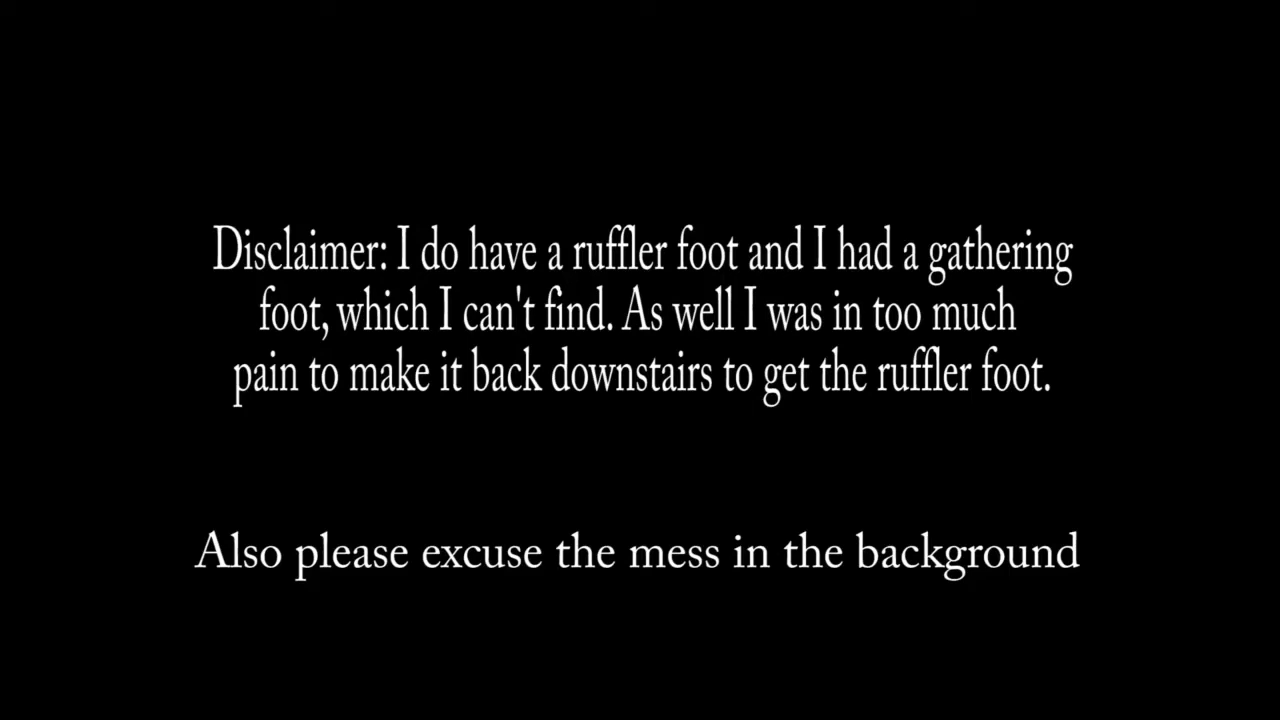 Disclaimer: I do have a ruffler foot and I had a gathering
foot, which I can't find. As well I was in too much
pain to make it back downstairs to get the ruffler foot.
Also please excuse the mess in the background